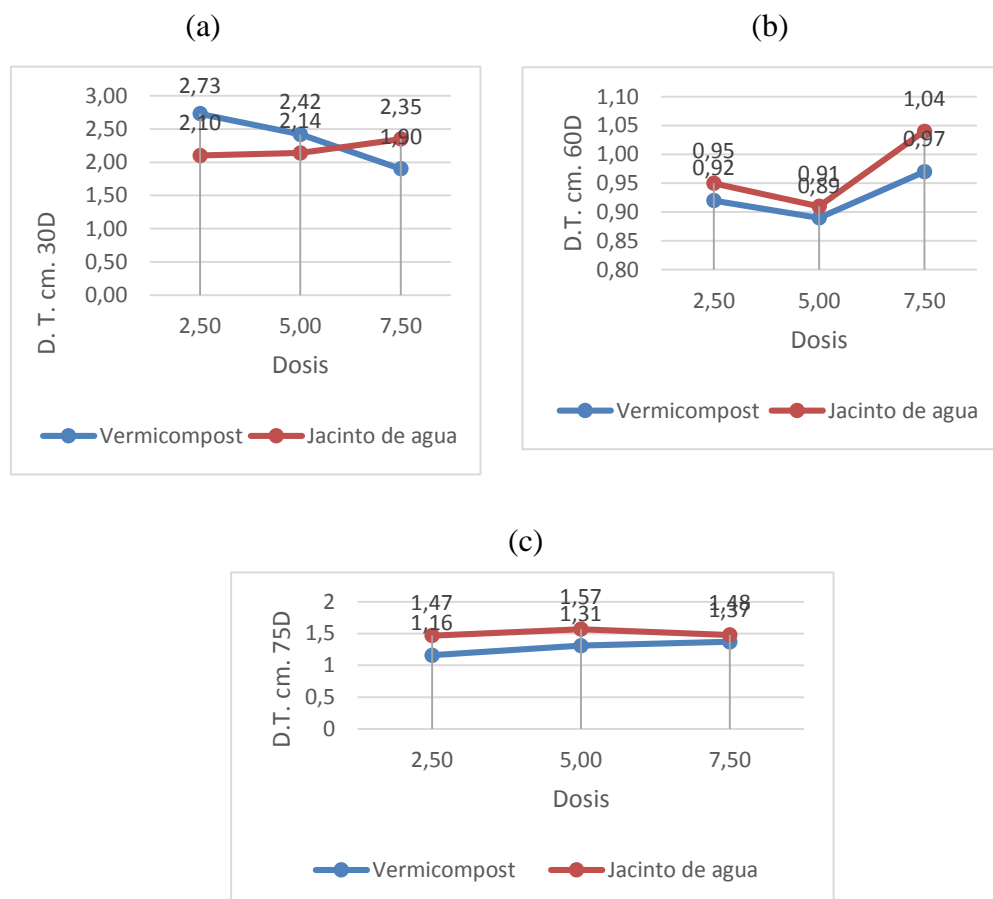 (a)
2,73
2,42
2,35
2,10
2,14
1,90
3,00
2,50
2,00
1,50
1,00
0,50
0,00
D. T. cm. 30D
2,50 5,00 7,50
Dosis
Vermicompost Jacinto de agua
(b)
1,04
0,95
0,91
0,97
0,92
0,89
1,10
1,05
1,00
0,95
0,90
0,85
0,80
D.T. cm. 60D
2,50 5,00 7,50
Dosis
Vermicompost Jacinto de agua
(c)
1,47
1,57
1,48
1,16
1,31
1,37
2
1,5
1
0,5
0
D.T. cm. 75D
2,50 5,00 7,50
Dosis
Vermicompost Jacinto de agua